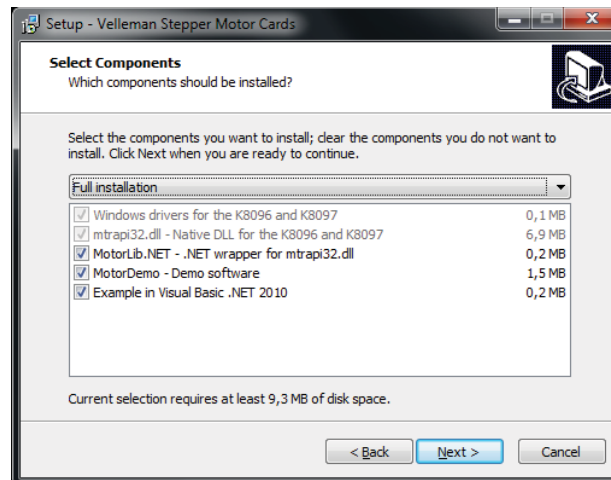 Setup - Velleman Stepper Motor Cards
Select Components
Which components should be installed?
Select the components you want to install; clear the components you do not want to
install. Click Next when you are ready to continue.
Full installation
Windows drivers for the K8096 and K8097 0,1 MB
mtrapi32.dll - Native DLL for the K8096 and K8097 6,9 MB
MotorLib.NET - .NET wrapper for mtrapi32.dll 0,2 MB
MotorDemo - Demo software 1,5 MB
Example in Visual Basic .NET 2010 0,2 MB
Current selection requires at least 9,3 MB of disk space.
< Back Next > Cancel